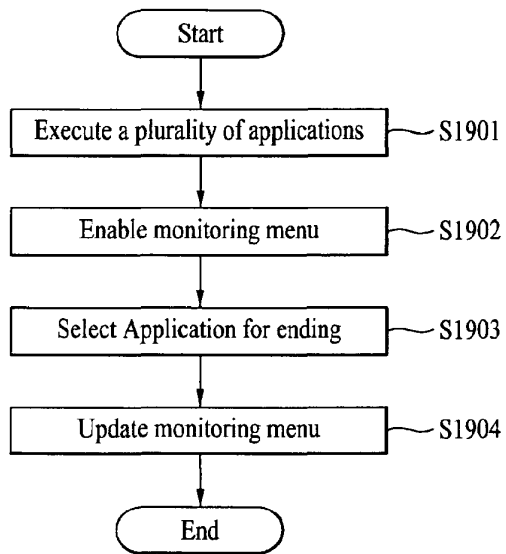 Start
Execute a plurality of applications S1901
Enable monitoring menu S1902
Select Application for ending S1903
Update monitoring menu S1904
End